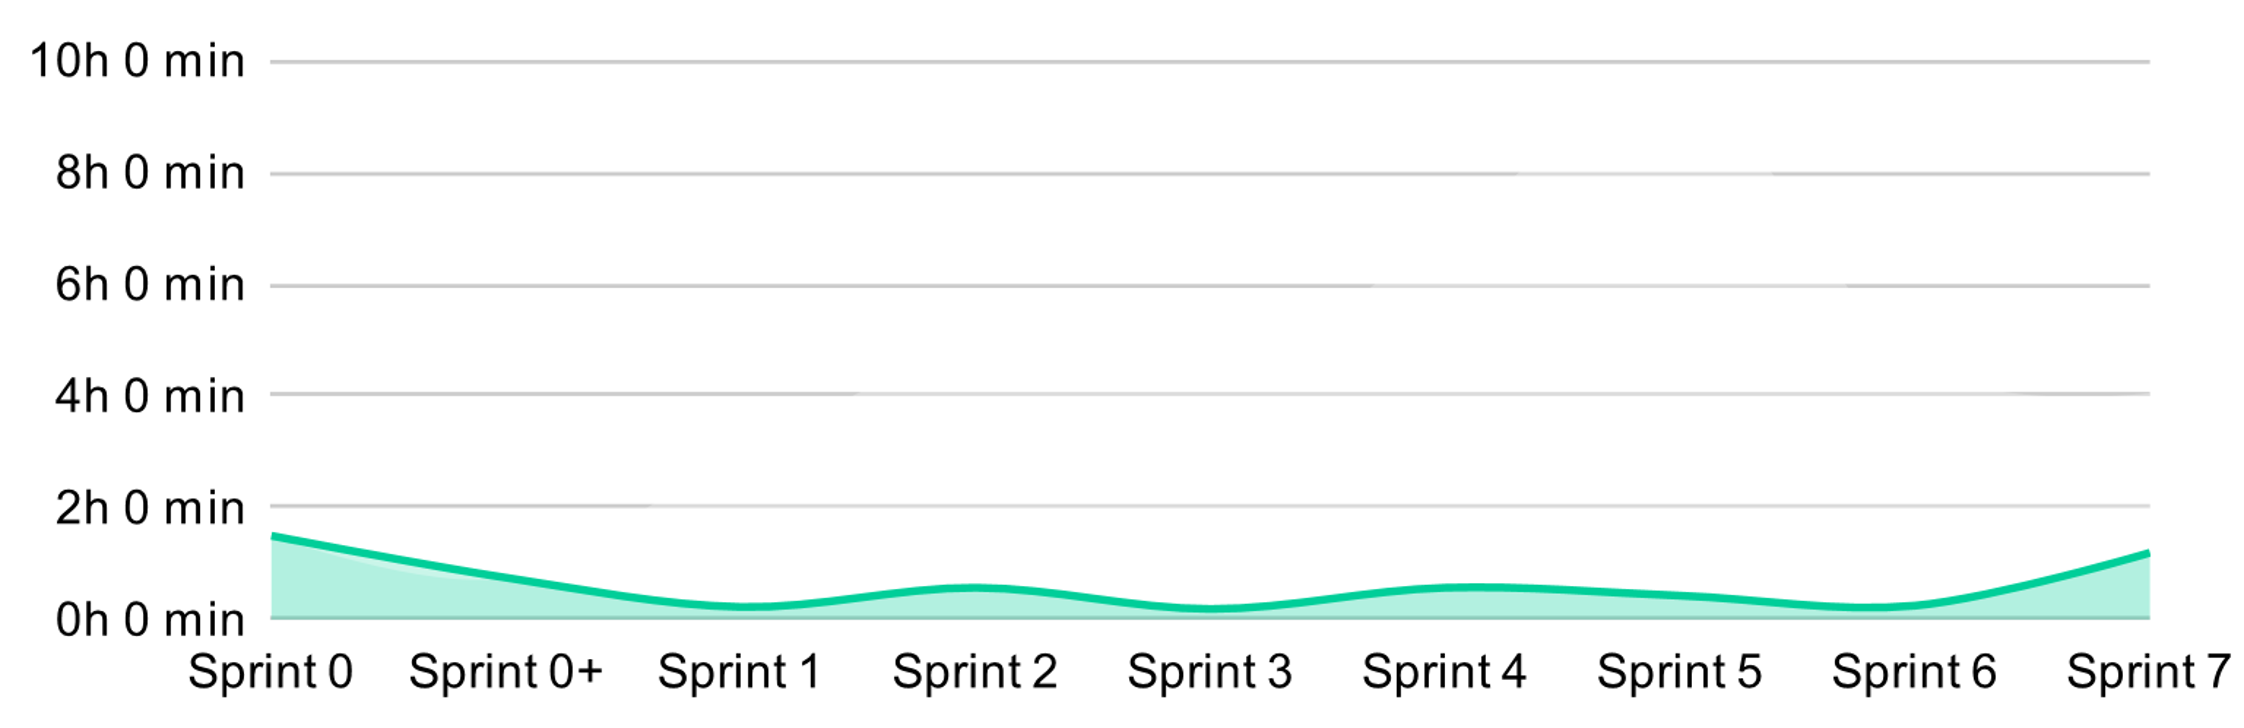 10h 0 min
8h 0 min
6h 0 min
4h 0 min
2h 0 min
0h 0 min
Sprint 0 Sprint 0+ Sprint 1 Sprint 2 Sprint 3 Sprint 4 Sprint 5 Sprint 6 Sprint 7